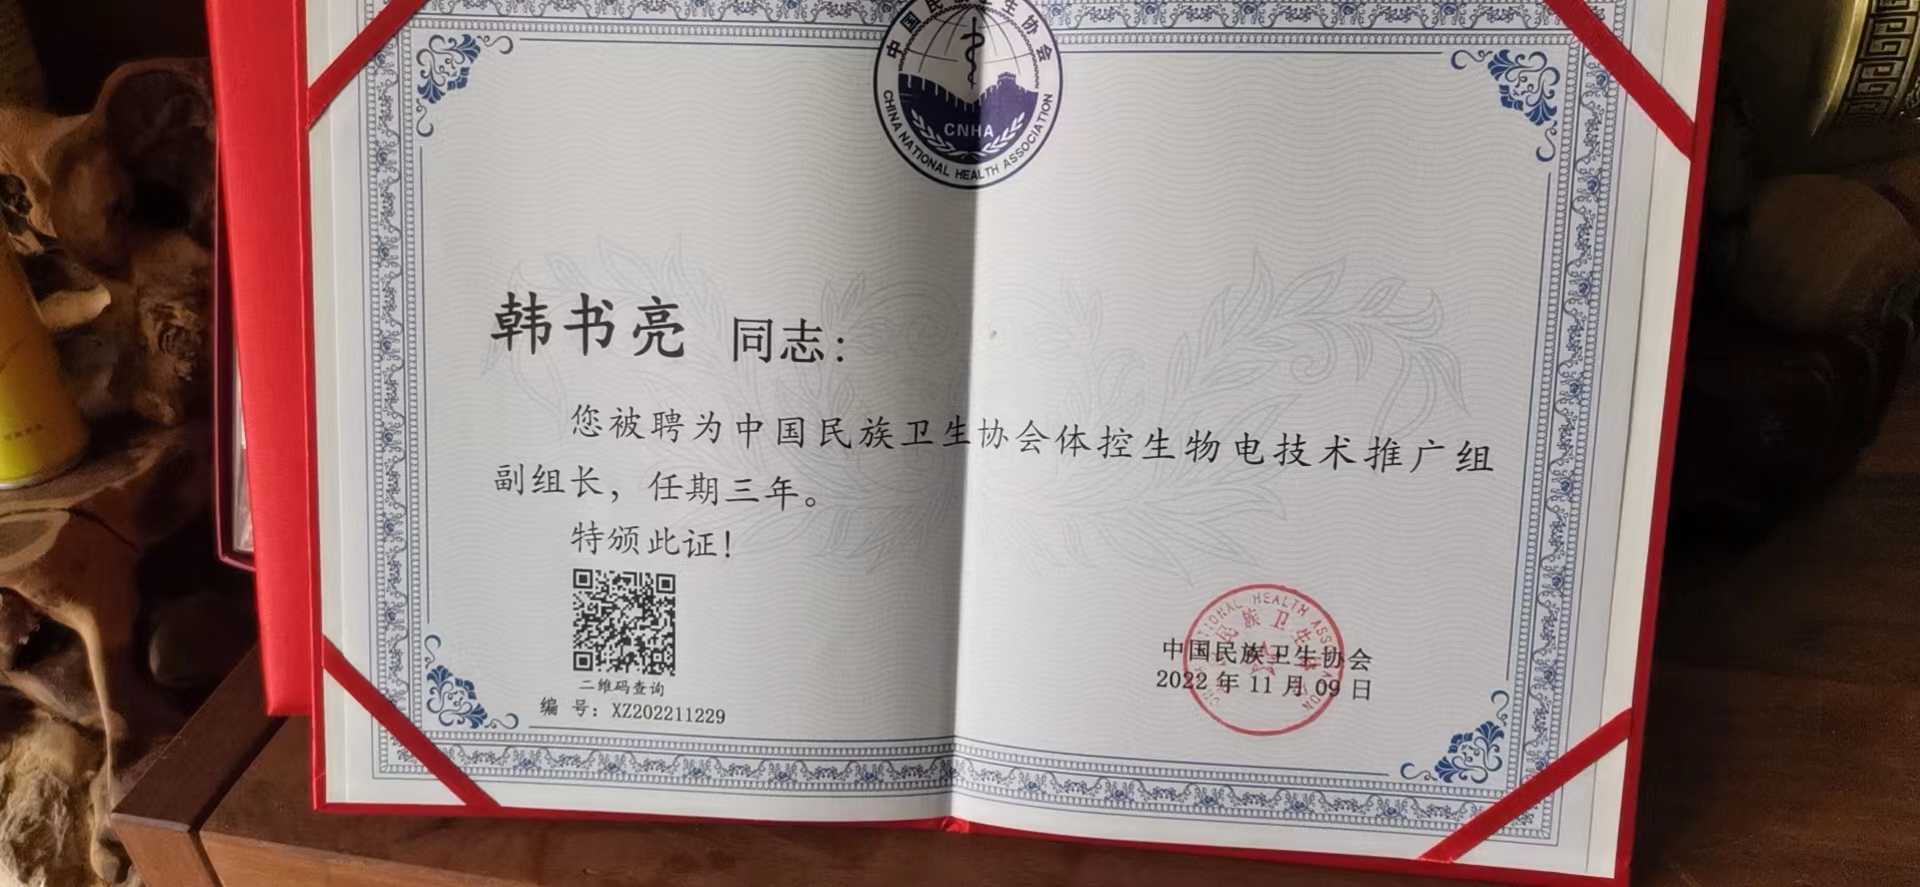 中国民族卫生协会
CNHA
CHINA NATIONAL HEALTH ASSOCIATION
韩书亮 同志：
您被聘为中国民族卫生协会体控生物电技术推广组
副组长，任期三年。
特颁此证！
二维码查询
编 号：XZ202211229
中国民族卫生协会
2022 年 11 月 09 日